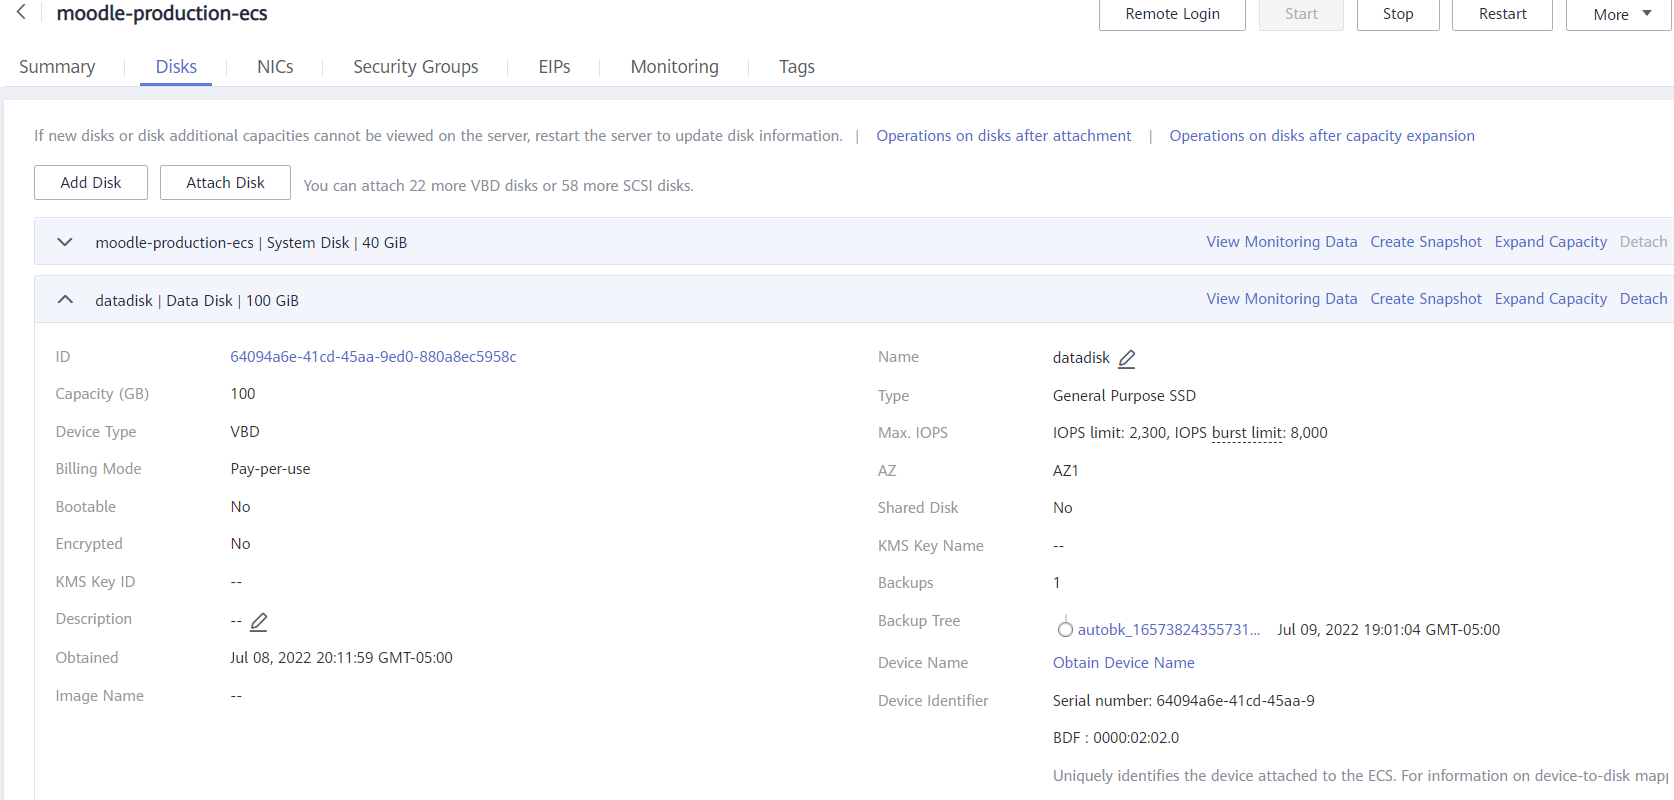 moodle-production-ecs
Remote Login Start Stop Restart More
Summary Disks NICs Security Groups EIPs Monitoring Tags
If new disks or disk additional capacities cannot be viewed on the server, restart the server to update disk information. | Operations on disks after attachment | Operations on disks after capacity expansion
Add Disk Attach Disk You can attach 22 more VBD disks or 58 more SCSI disks.
moodle-production-ecs | System Disk | 40 GiB View Monitoring Data Create Snapshot Expand Capacity Detach
datadisk | Data Disk | 100 GiB View Monitoring Data Create Snapshot Expand Capacity Detach
ID 64094a6e-41cd-45aa-9ed0-880a8ec5958c
Capacity (GB) 100
Device Type VBD
Billing Mode Pay-per-use
Bootable No
Encrypted No
KMS Key ID --
Description --
Obtained Jul 08, 2022 20:11:59 GMT-05:00
Image Name --
Name datadisk
Type General Purpose SSD
Max. IOPS IOPS limit: 2,300, IOPS burst limit: 8,000
AZ AZ1
Shared Disk No
KMS Key Name --
Backups 1
Backup Tree autobk_16573824355731... Jul 09, 2022 19:01:04 GMT-05:00
Device Name Obtain Device Name
Device Identifier Serial number: 64094a6e-41cd-45aa-9
BDF : 0000:02:02.0
Uniquely identifies the device attached to the ECS. For information on device-to-disk mapp